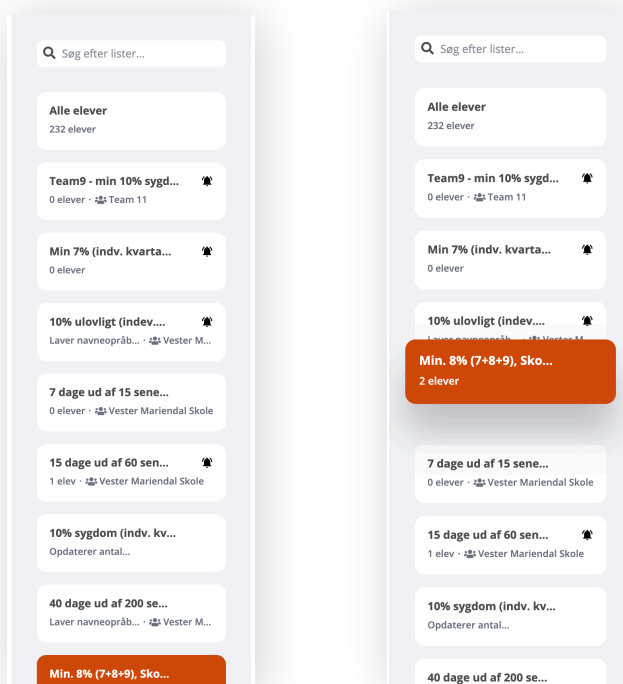 Søg efter lister...
Alle elever
232 elever
Team9 - min 10% sygd...
0 elever · Team 11
Min 7% (indv. kvarta...
0 elever
10% ulovligt (indev....
Laver navneopråb... · Vester M...
7 dage ud af 15 sene...
0 elever · Vester Mariendal Skole
15 dage ud af 60 sen...
1 elev · Vester Mariendal Skole
10% sygdom (indv. kv...
Opdaterer antal...
40 dage ud af 200 se...
Laver navneopråb... · Vester M...
Min. 8% (7+8+9), Sko...
Søg efter lister...
Alle elever
232 elever
Team9 - min 10% sygd...
0 elever · Team 11
Min 7% (indv. kvarta...
0 elever
10% ulovligt (indev....
Laver navneopråb... · Vester M...
Min. 8% (7+8+9), Sko...
2 elever
7 dage ud af 15 sene...
0 elever · Vester Mariendal Skole
15 dage ud af 60 sen...
1 elev · Vester Mariendal Skole
10% sygdom (indv. kv...
Opdaterer antal...
40 dage ud af 200 se...